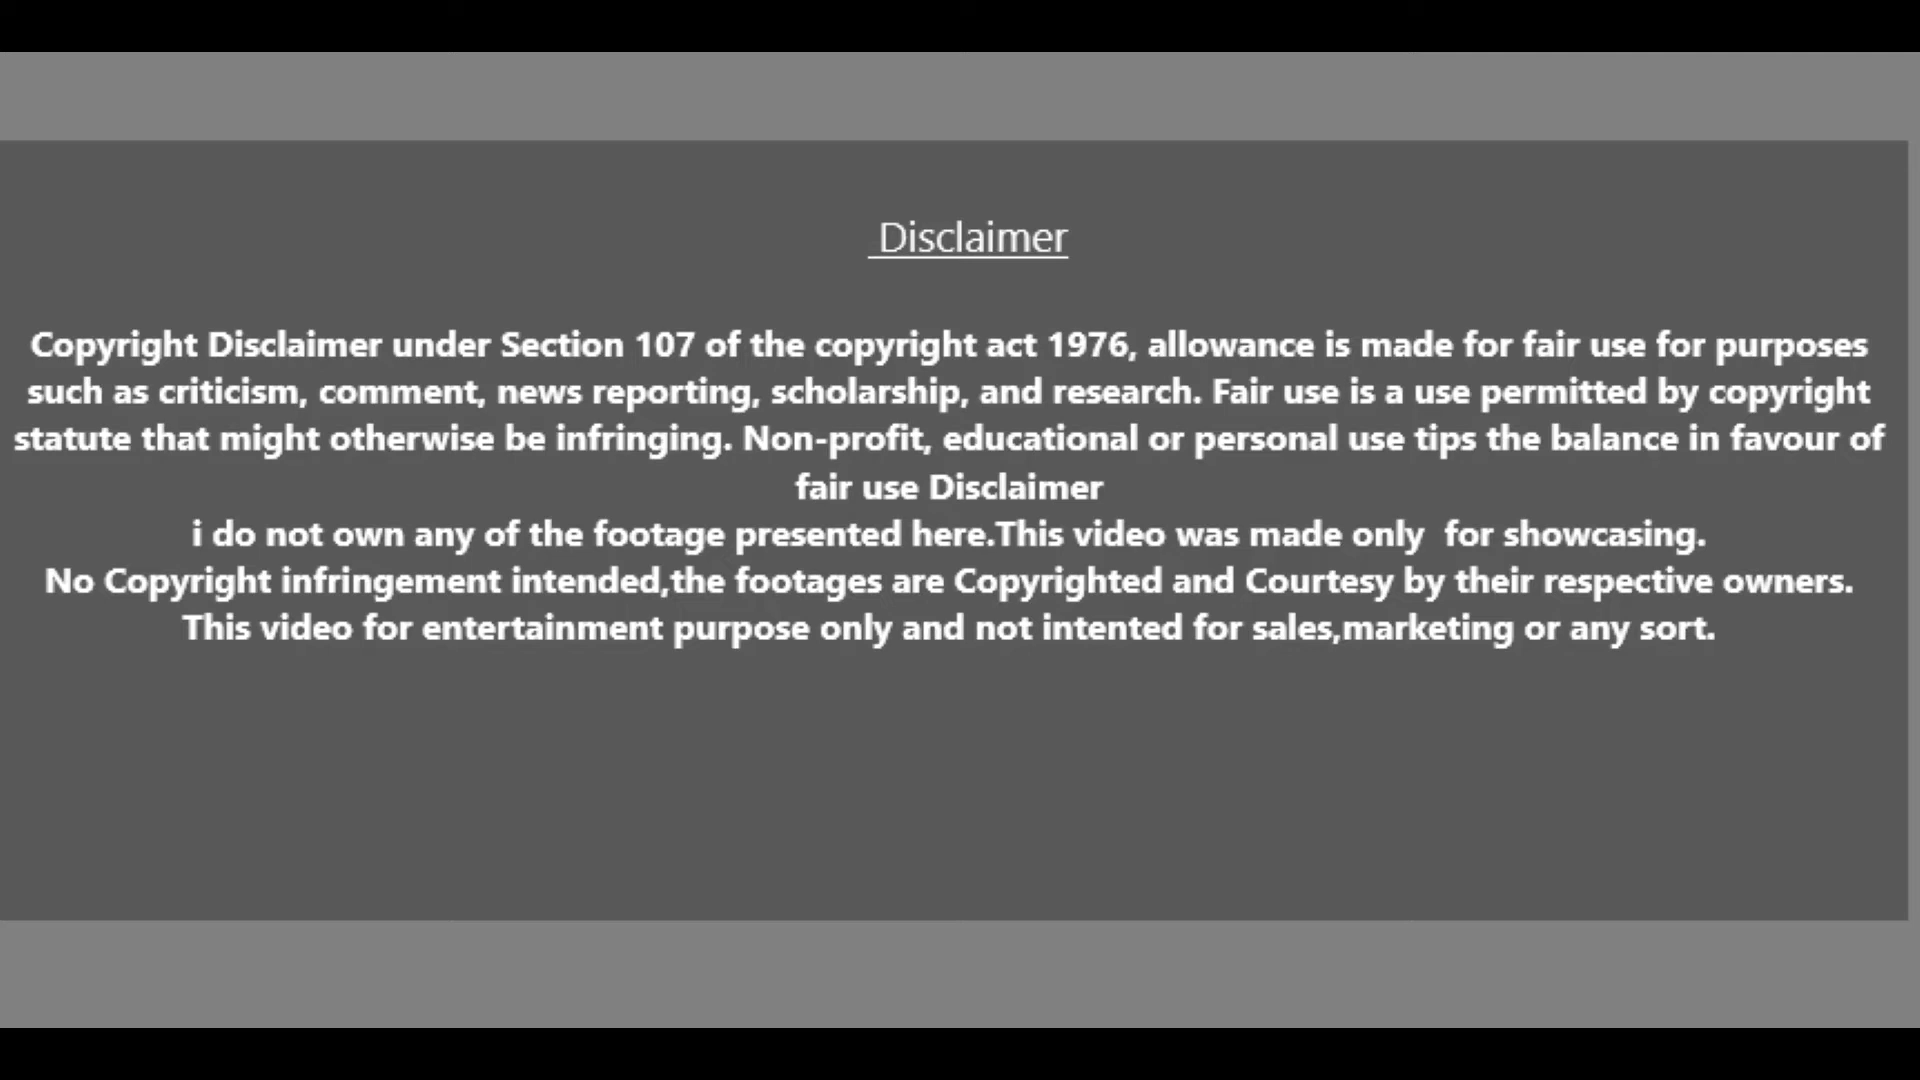 Disclaimer
Copyright Disclaimer under Section 107 of the copyright act 1976, allowance is made for fair use for purposes
such as criticism, comment, news reporting, scholarship, and research. Fair use is a use permitted by copyright
statute that might otherwise be infringing. Non-profit, educational or personal use tips the balance in favour of
fair use Disclaimer
i do not own any of the footage presented here.This video was made only  for showcasing.
No Copyright infringement intended,the footages are Copyrighted and Courtesy by their respective owners.
This video for entertainment purpose only and not intented for sales,marketing or any sort.